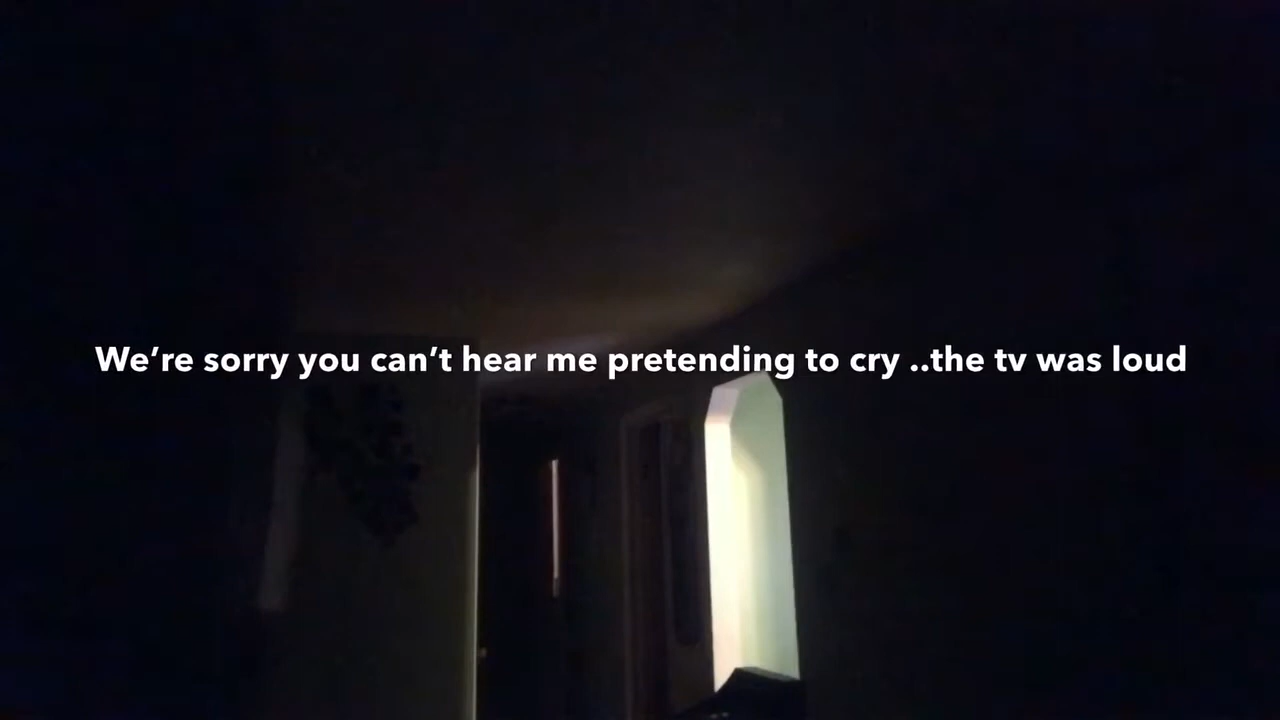 We’re sorry you can’t hear me pretending to cry ..the tv was loud